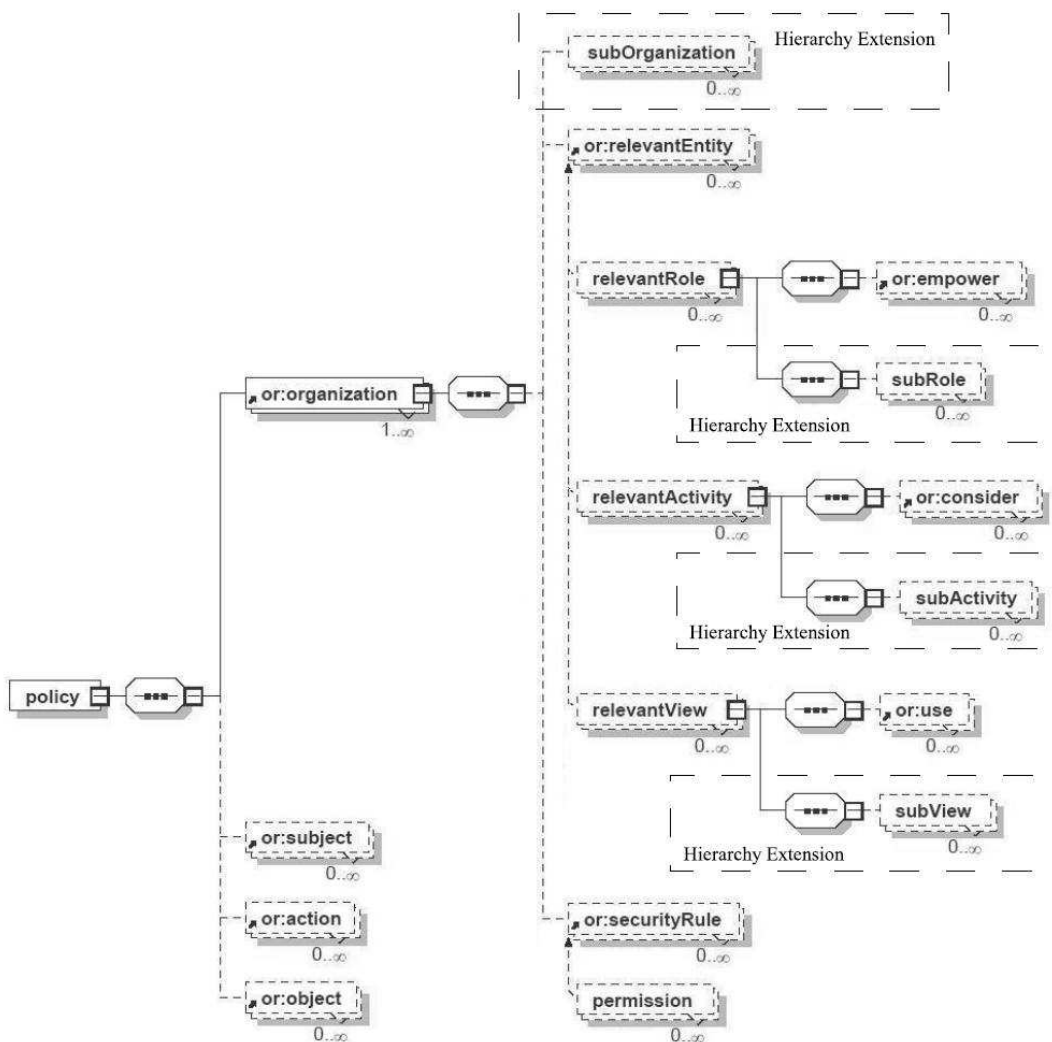 subOrganization
Hierarchy Extension
0..∞
or:relevantEntity
0..∞
relevantRole
0..∞
or:empower
0..∞
subRole
0..∞
Hierarchy Extension
or:organization
1..∞
relevantActivity
0..∞
or:consider
0..∞
subActivity
0..∞
Hierarchy Extension
policy
relevantView
0..∞
or:use
0..∞
subView
0..∞
Hierarchy Extension
or:subject
0..∞
or:action
0..∞
or:object
0..∞
or:securityRule
0..∞
permission
0..∞